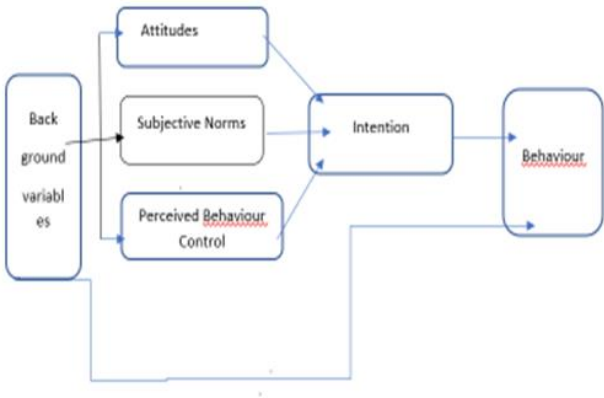 Back
ground
variabl
es
Attitudes
Subjective Norms
Perceived Behaviour
Control
Intention
Behaviour